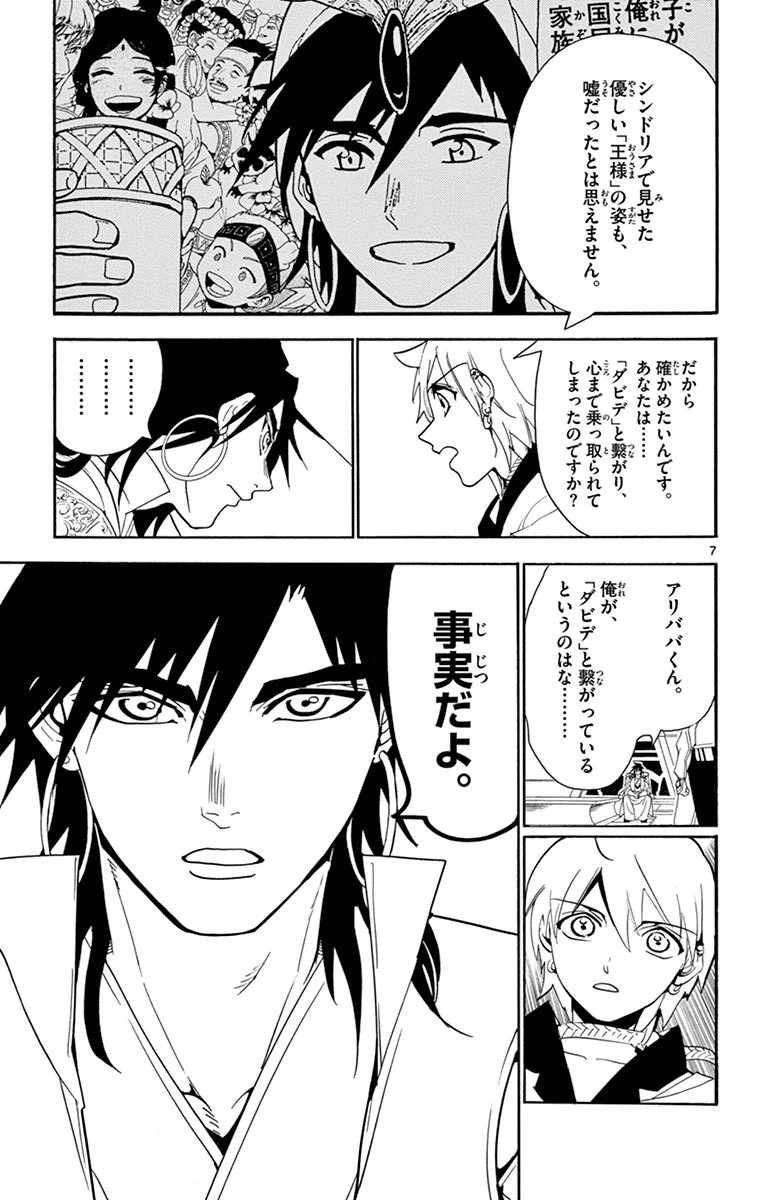 子が
俺に
国民
家族
シンドリアで見せた
優しい「王様」の姿も、
嘘だったとは思えません。
だから
確かめたいんです。
あなたは……
「ダビデ」と繋がり、
心まで乗っ取られて
しまったのですか?
………
………
7
アリババくん。
俺が、
「ダビデ」と繋がっている
というのはな………
事実だよ。